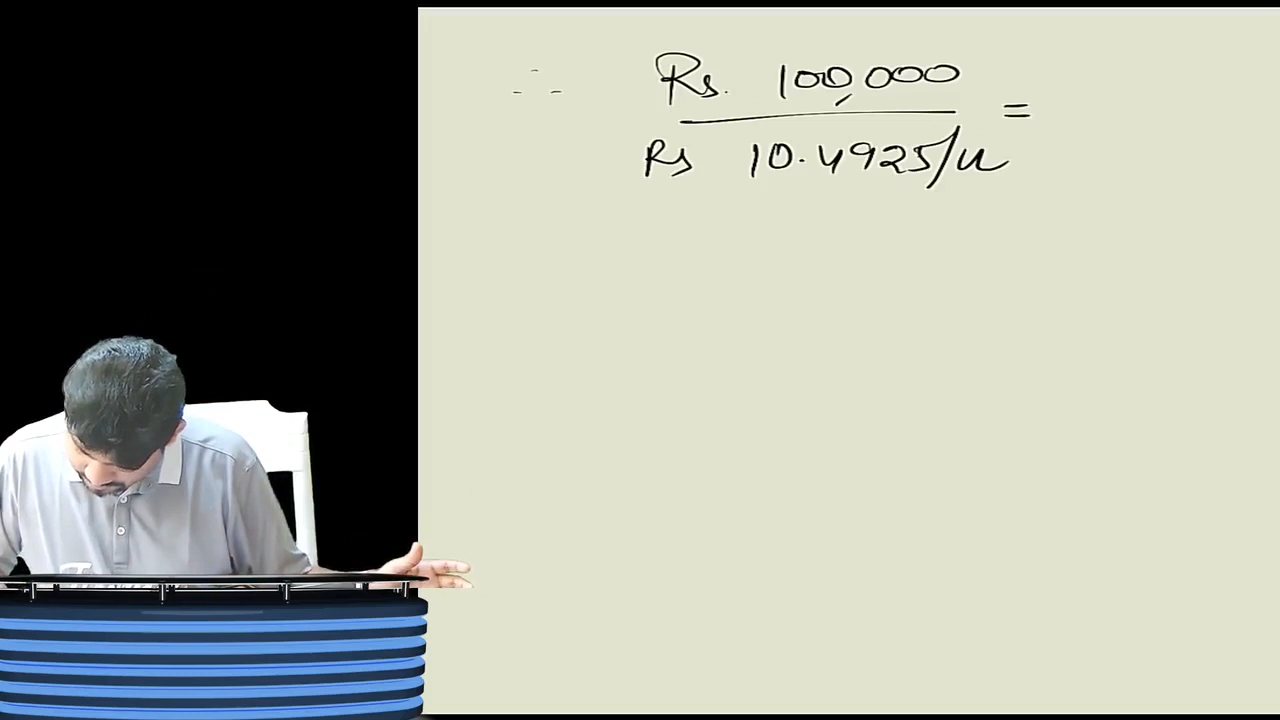 ∴ Rs. 100,000 =
Rs 10.4925/u